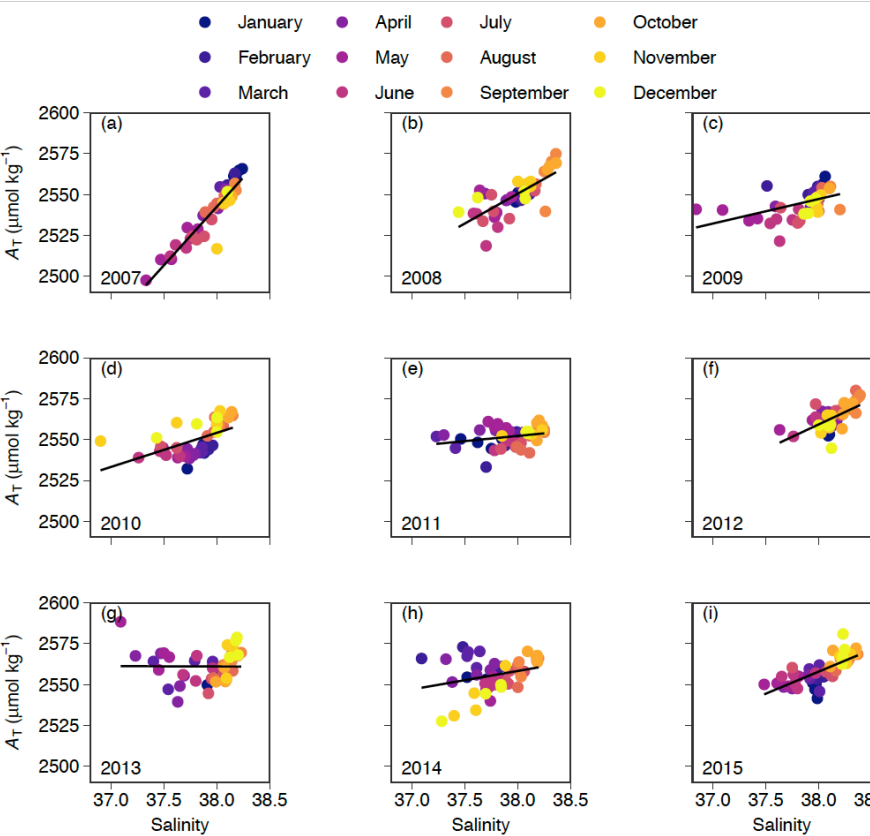 January April July October
February May August November
March June September December
(a) (b) (c)
2600
2575
2550
2525
2500
A_T (μmol kg⁻¹)
2007 2008 2009
(d) (e) (f)
2600
2575
2550
2525
2500
A_T (μmol kg⁻¹)
2010 2011 2012
(g) (h) (i)
2600
2575
2550
2525
2500
A_T (μmol kg⁻¹)
2013 2014 2015
37.0 37.5 38.0 38.5 37.0 37.5 38.0 38.5 37.0 37.5 38.0
Salinity Salinity Salinity